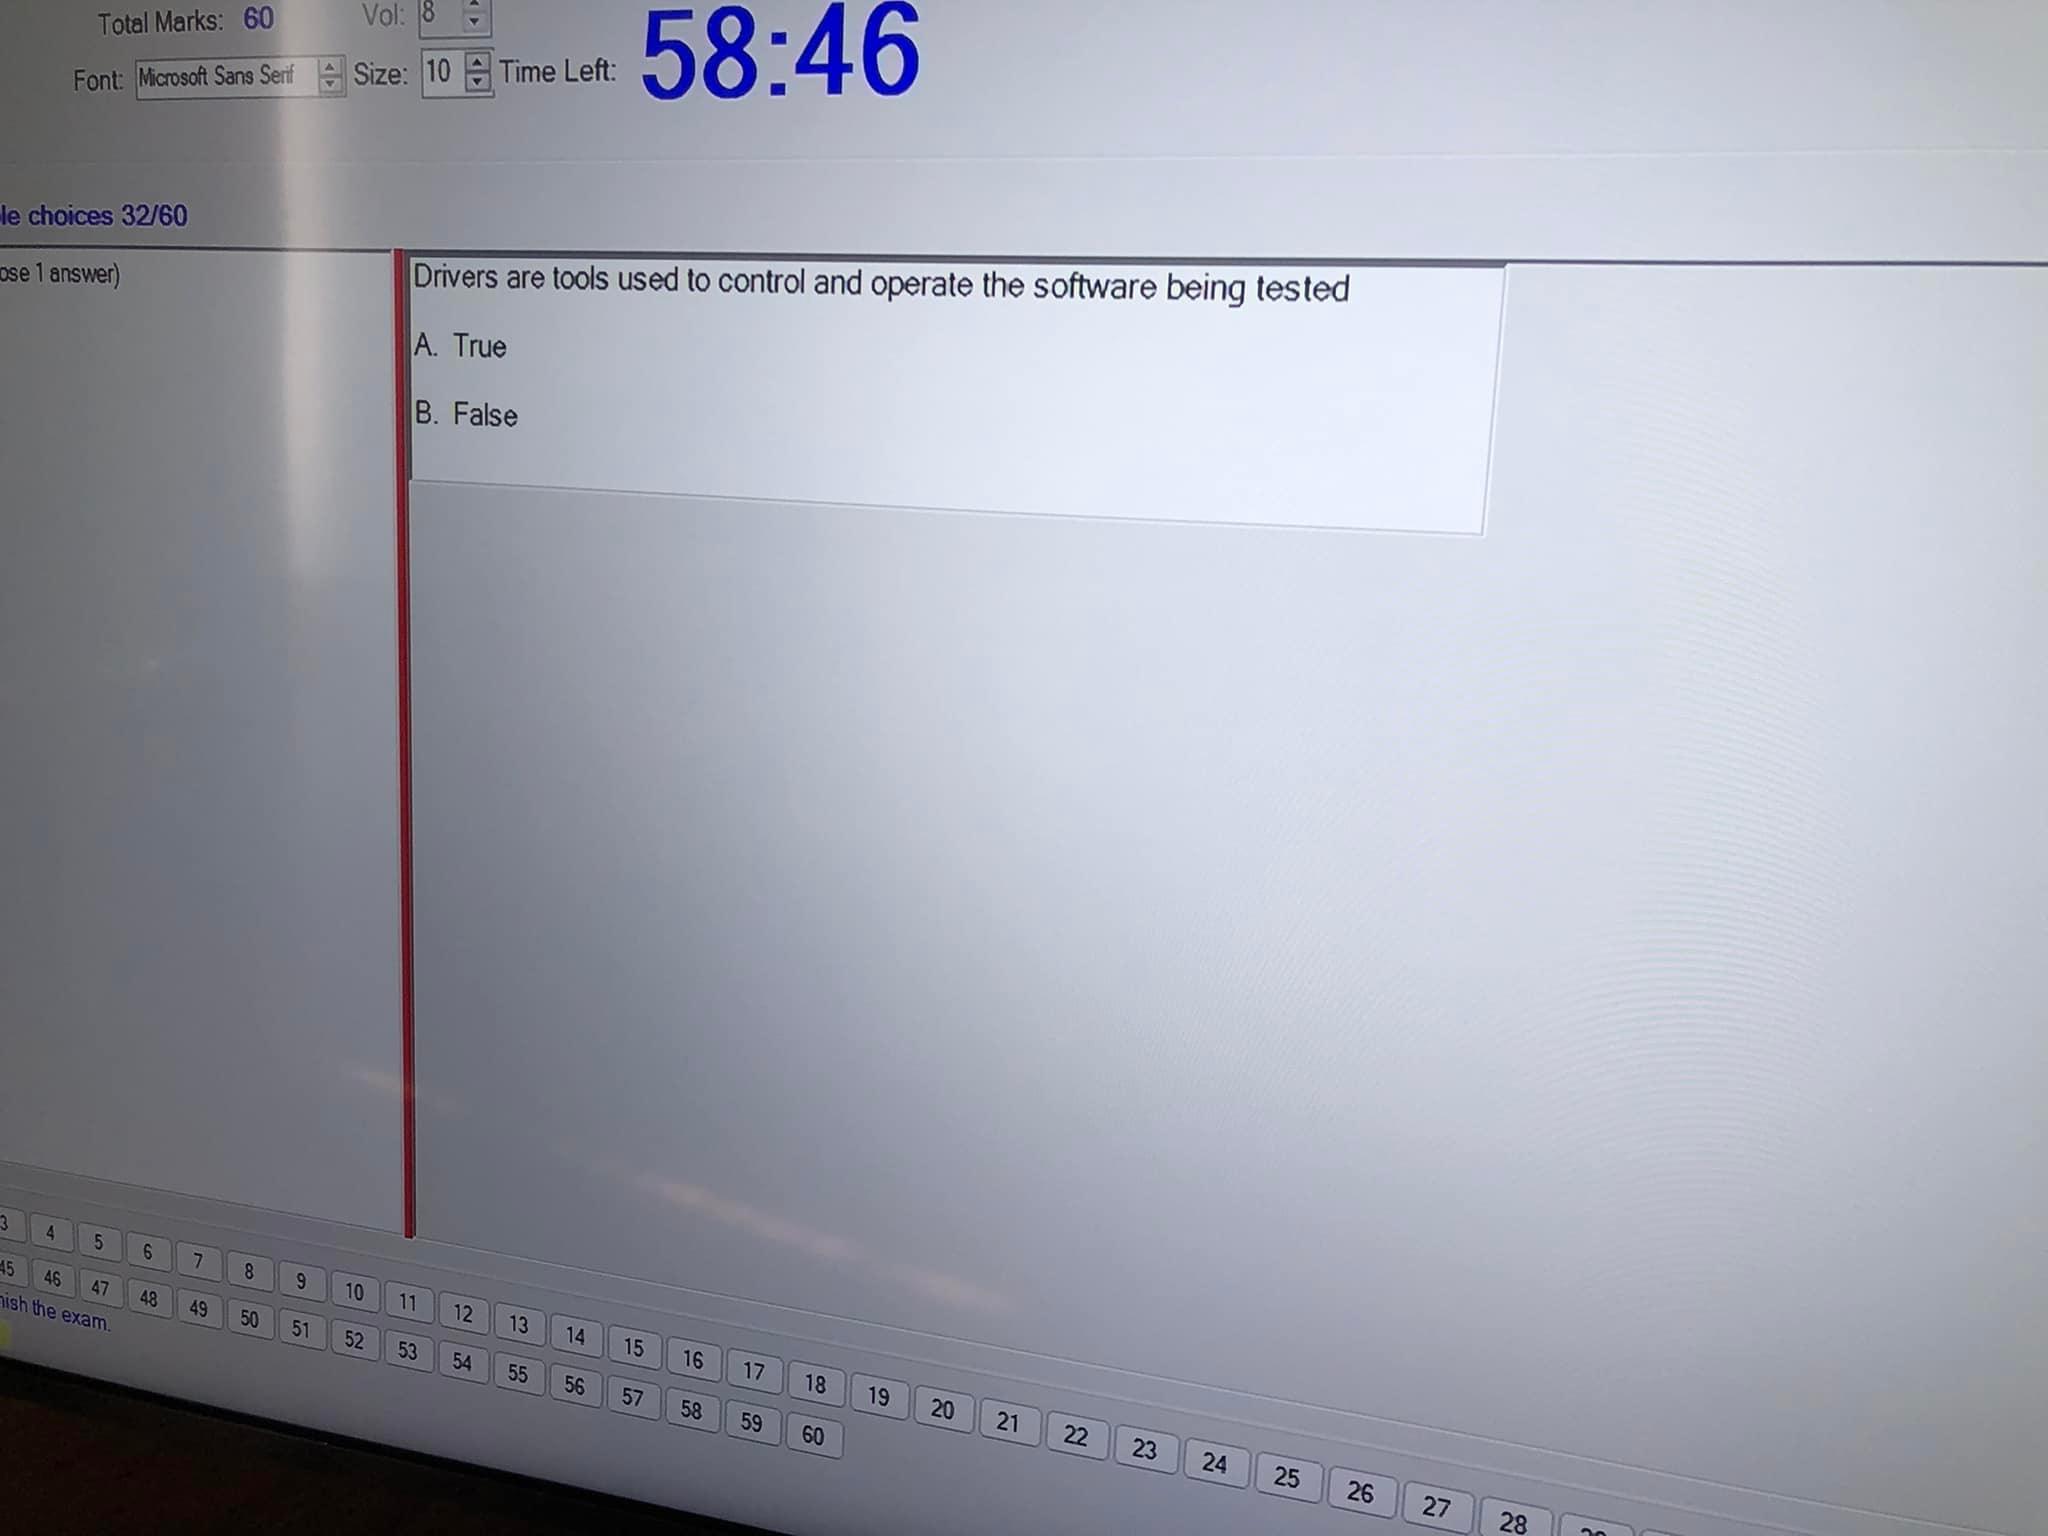 Total Marks: 60 Vol: 8
Font: Microsoft Sans Serif Size: 10 Time Left: 58:46
choices 32/60
1 answer)
Drivers are tools used to control and operate the software being tested
A. True
B. False
3 4 5 6 7 8 9 10 11 12 13 14 15 16 17 18 19 20 21 22 23 24 25 26 27 28
45 46 47 48 49 50 51 52 53 54 55 56 57 58 59 60
the exam.